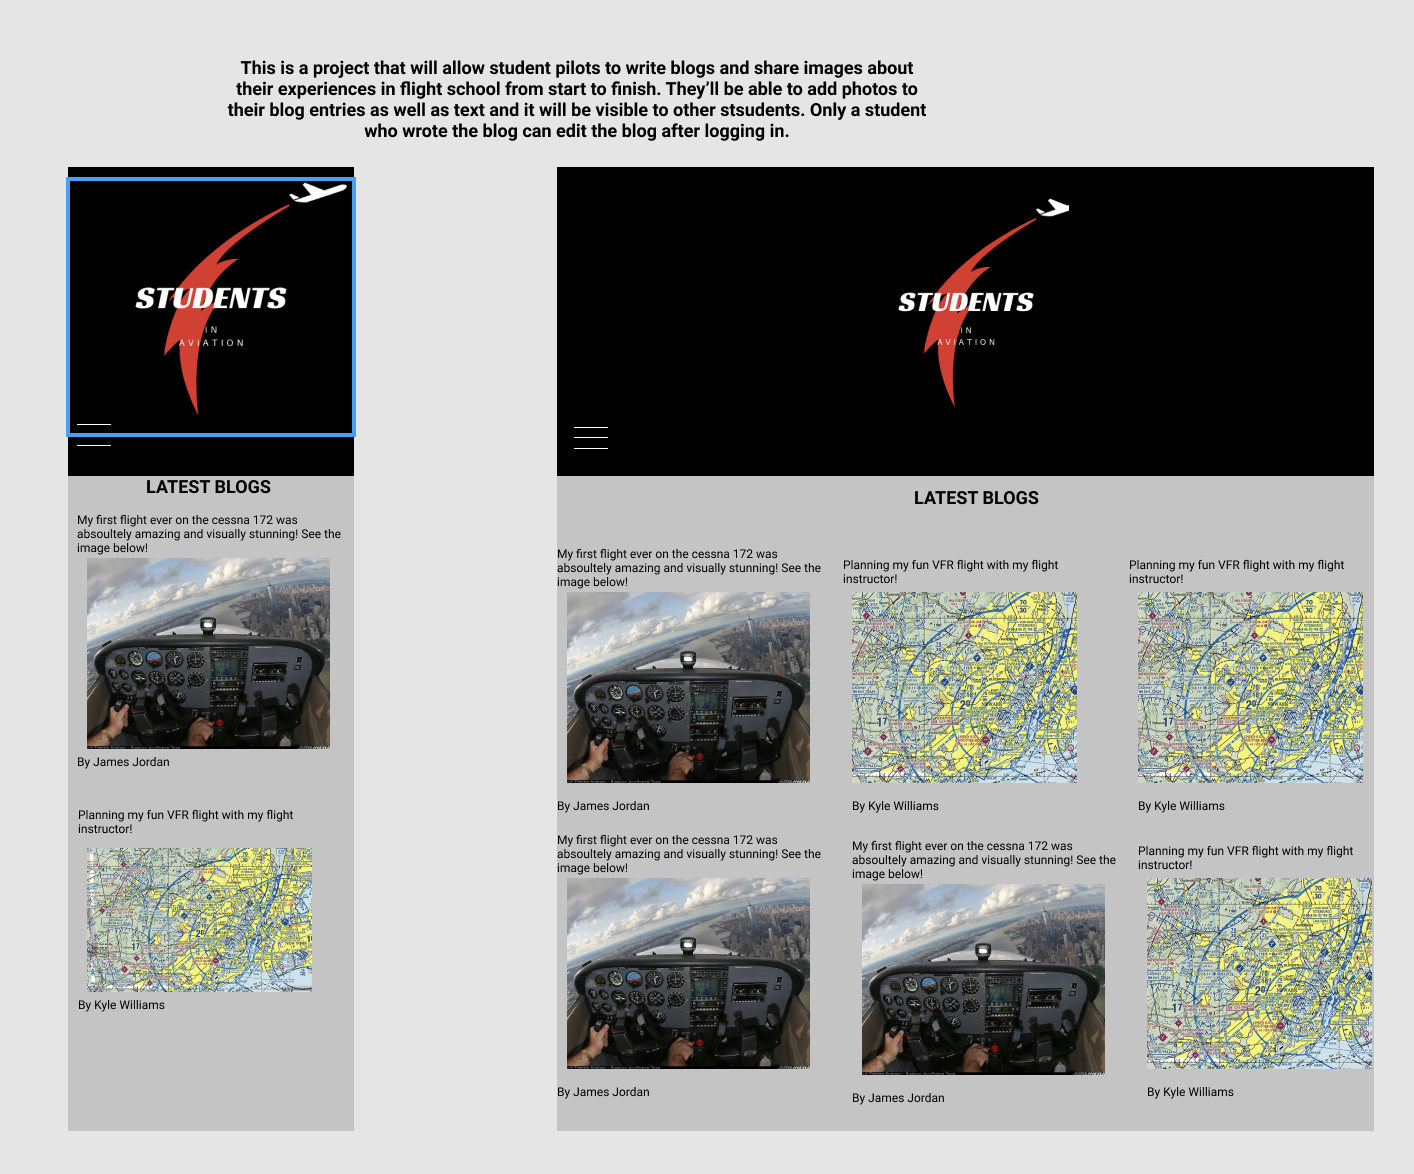 This is a project that will allow student pilots to write blogs and share images about
their experiences in flight school from start to finish. They’ll be able to add photos to
their blog entries as well as text and it will be visible to other stsudents. Only a student
who wrote the blog can edit the blog after logging in.
STUDENTS
IN
AVIATION
LATEST BLOGS
My first flight ever on the cessna 172 was
absoultely amazing and visually stunning! See the
image below!
By James Jordan
Planning my fun VFR flight with my flight
instructor!
By Kyle Williams
STUDENTS
IN
AVIATION
LATEST BLOGS
My first flight ever on the cessna 172 was
absoultely amazing and visually stunning! See the
image below!
By James Jordan
Planning my fun VFR flight with my flight
instructor!
By Kyle Williams
Planning my fun VFR flight with my flight
instructor!
By Kyle Williams
My first flight ever on the cessna 172 was
absoultely amazing and visually stunning! See the
image below!
By James Jordan
My first flight ever on the cessna 172 was
absoultely amazing and visually stunning! See the
image below!
By James Jordan
Planning my fun VFR flight with my flight
instructor!
By Kyle Williams